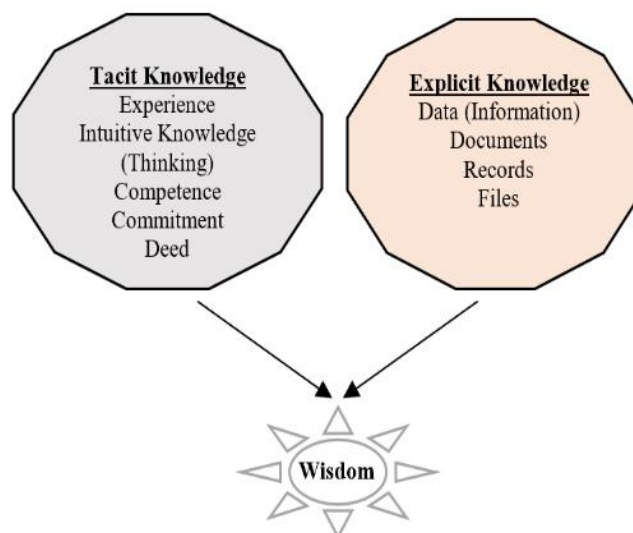 Tacit Knowledge
Experience
Intuitive Knowledge
(Thinking)
Competence
Commitment
Deed
Explicit Knowledge
Data (Information)
Documents
Records
Files
Wisdom